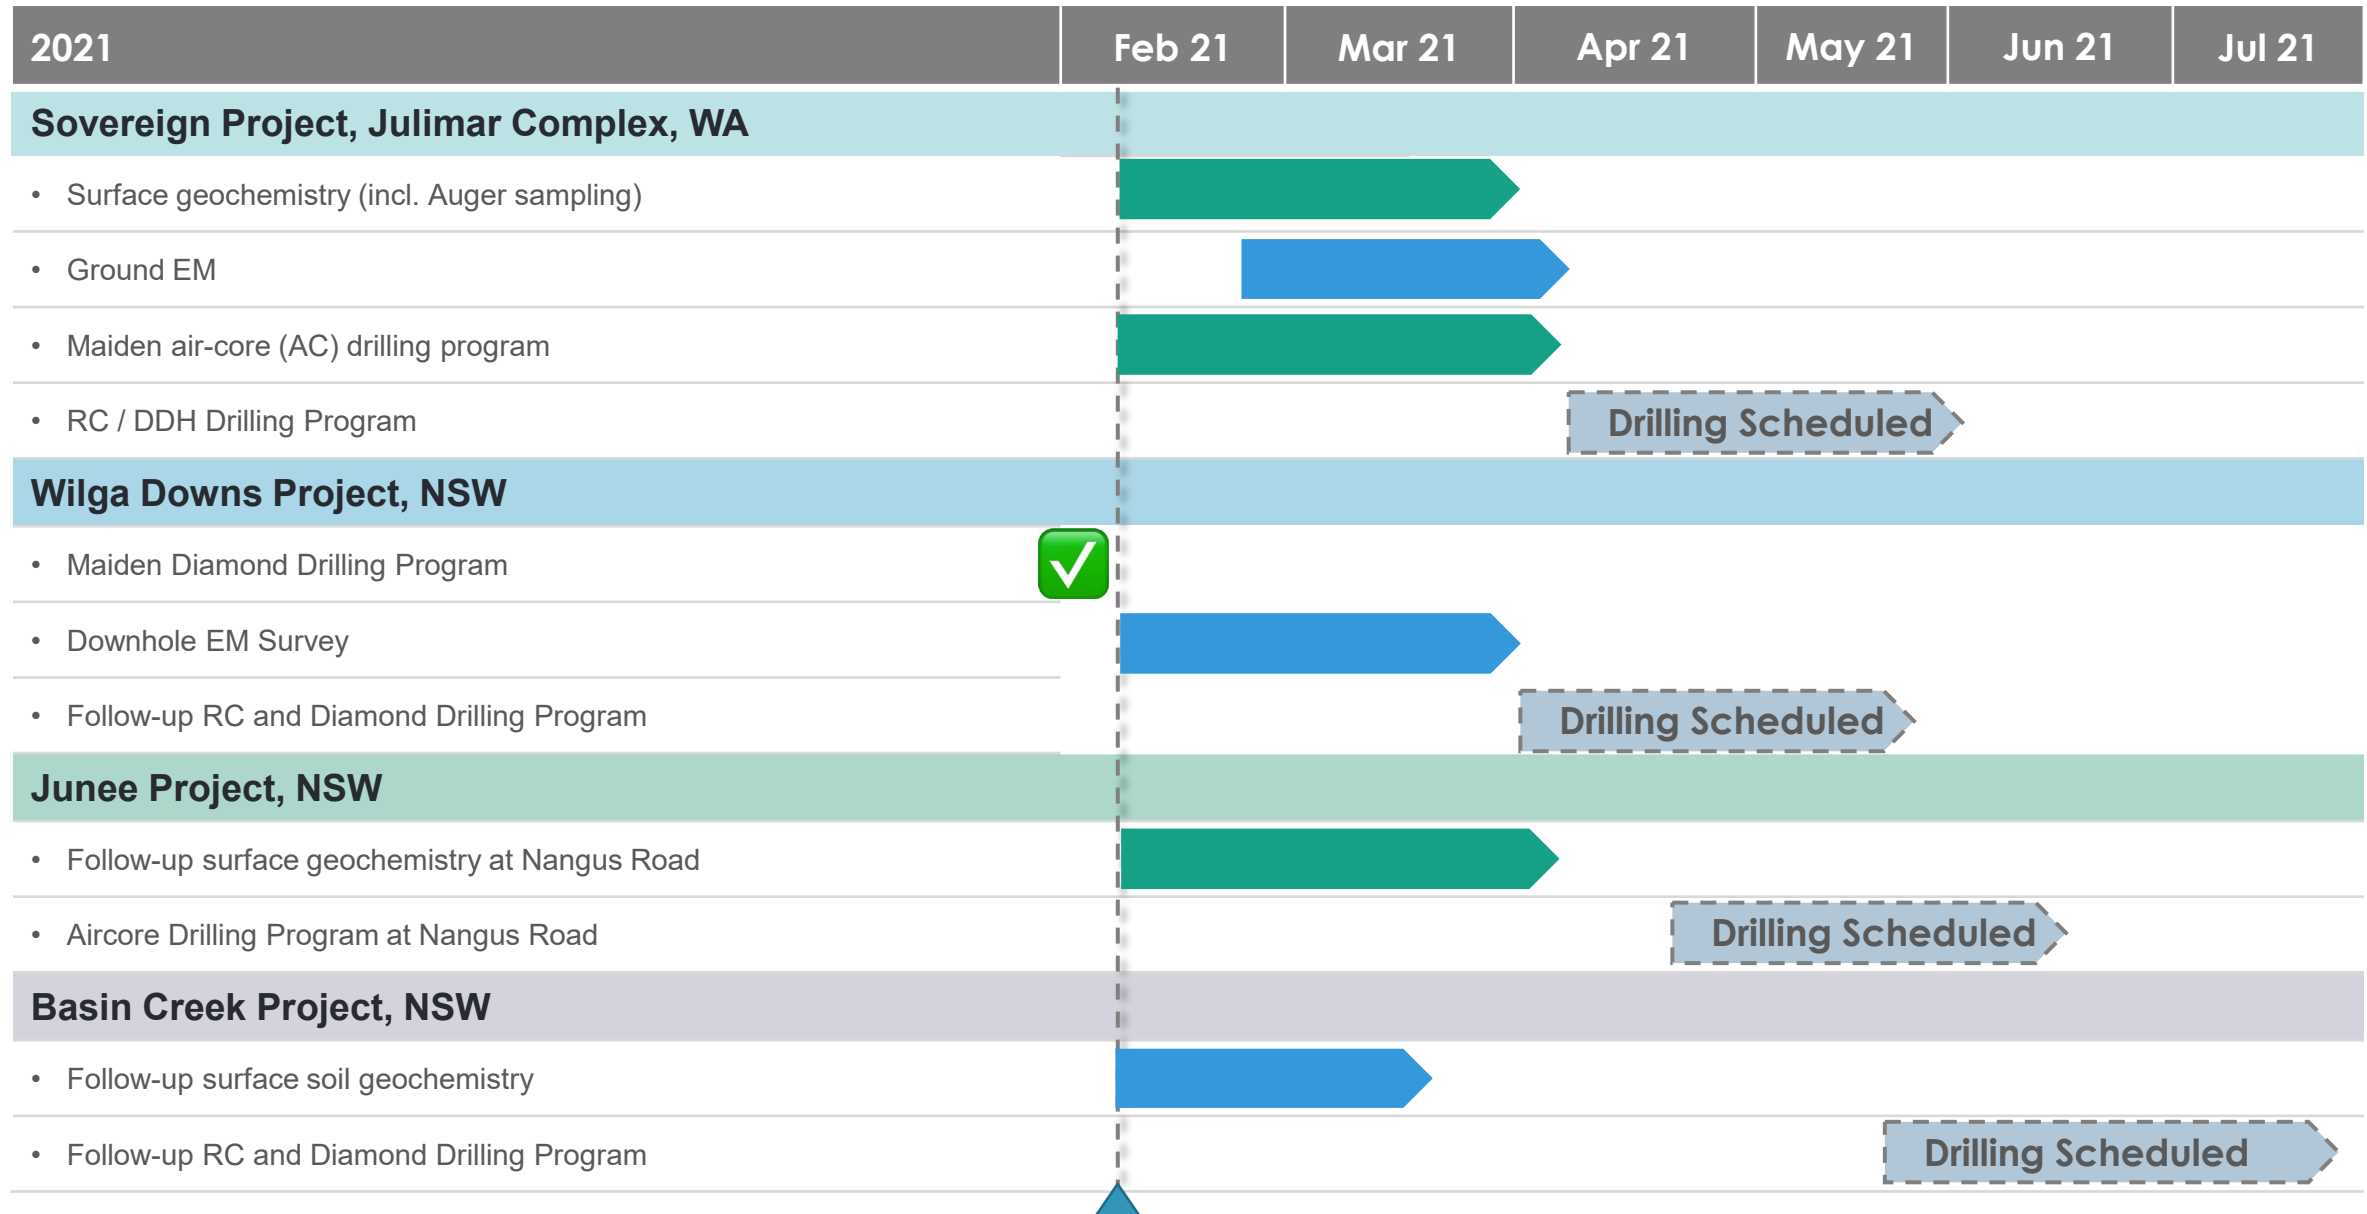 2021 Feb 21 Mar 21 Apr 21 May 21 Jun 21 Jul 21
Sovereign Project, Julimar Complex, WA
• Surface geochemistry (incl. Auger sampling)
• Ground EM
• Maiden air-core (AC) drilling program
• RC / DDH Drilling Program Drilling Scheduled
Wilga Downs Project, NSW
• Maiden Diamond Drilling Program
• Downhole EM Survey
• Follow-up RC and Diamond Drilling Program Drilling Scheduled
Junee Project, NSW
• Follow-up surface geochemistry at Nangus Road
• Aircore Drilling Program at Nangus Road Drilling Scheduled
Basin Creek Project, NSW
• Follow-up surface soil geochemistry
• Follow-up RC and Diamond Drilling Program Drilling Scheduled